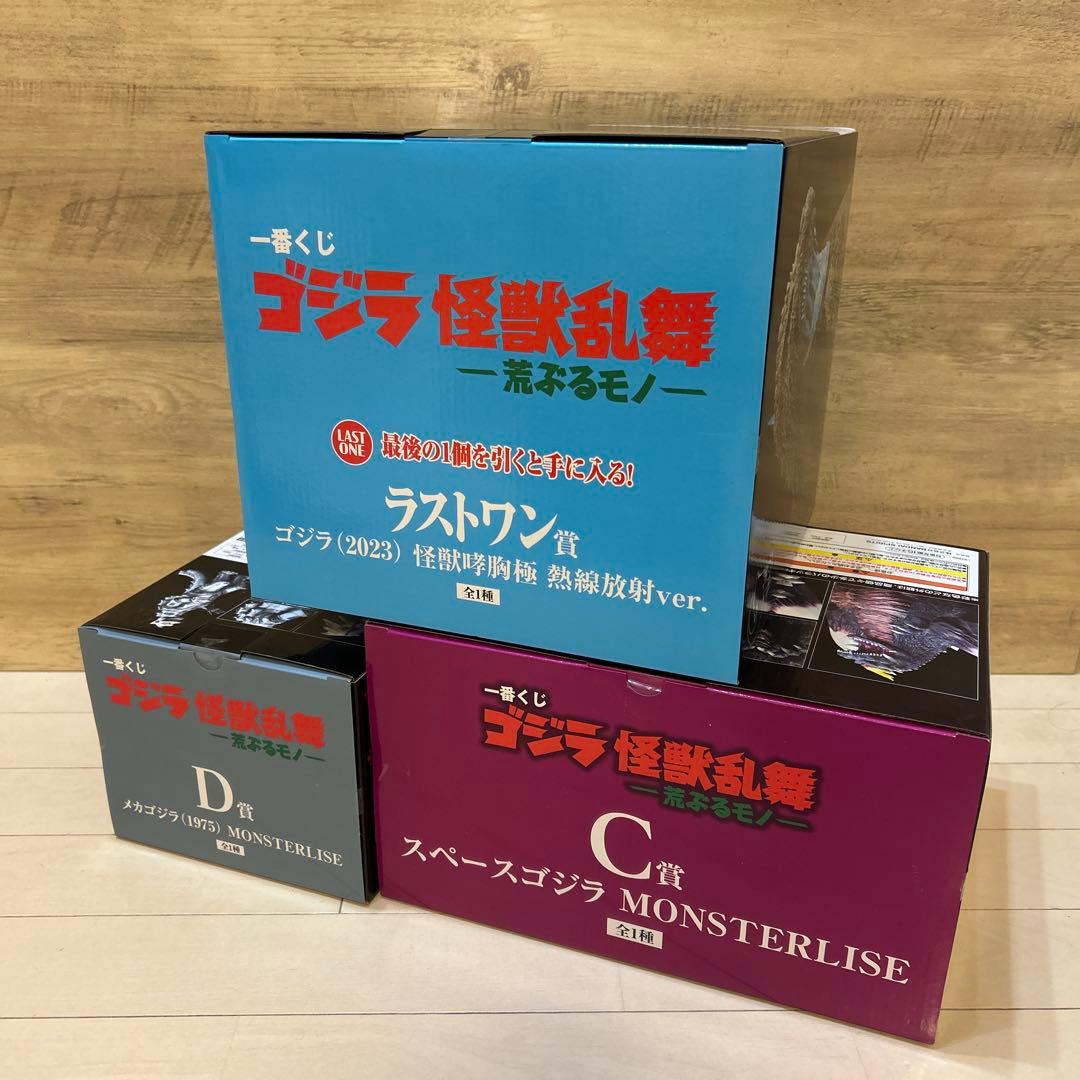 一番くじ
ゴジラ 怪獣乱舞
—荒ぶるモノ—
LAST
ONE
最後の1個を引くと手に入る!
ラストワン賞
ゴジラ(2023) 怪獣哮胸極 熱線放射ver.
全1種
一番くじ
ゴジラ 怪獣乱舞
—荒ぶるモノ—
D賞
メカゴジラ(1975) MONSTERLISE
全1種
一番くじ
ゴジラ 怪獣乱舞
—荒ぶるモノ—
C賞
スペースゴジラ MONSTERLISE
全1種